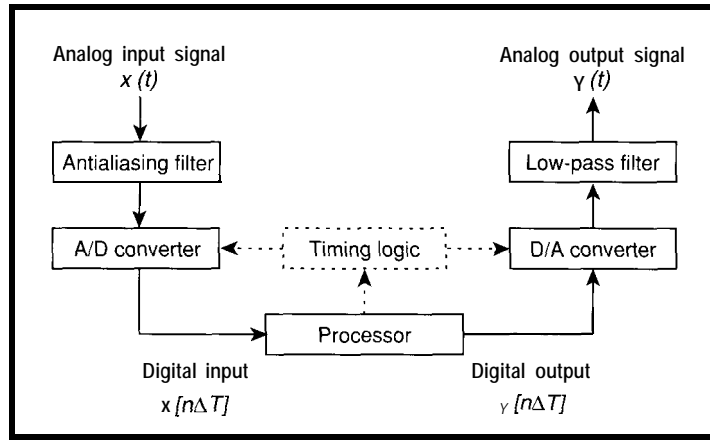 Analog input signal
x (t)
Analog output signal
Y (t)
Antialiasing filter
Low-pass filter
A/D converter
Timing logic
D/A converter
Processor
Digital input
x [nΔT]
Digital output
Y [nΔT]